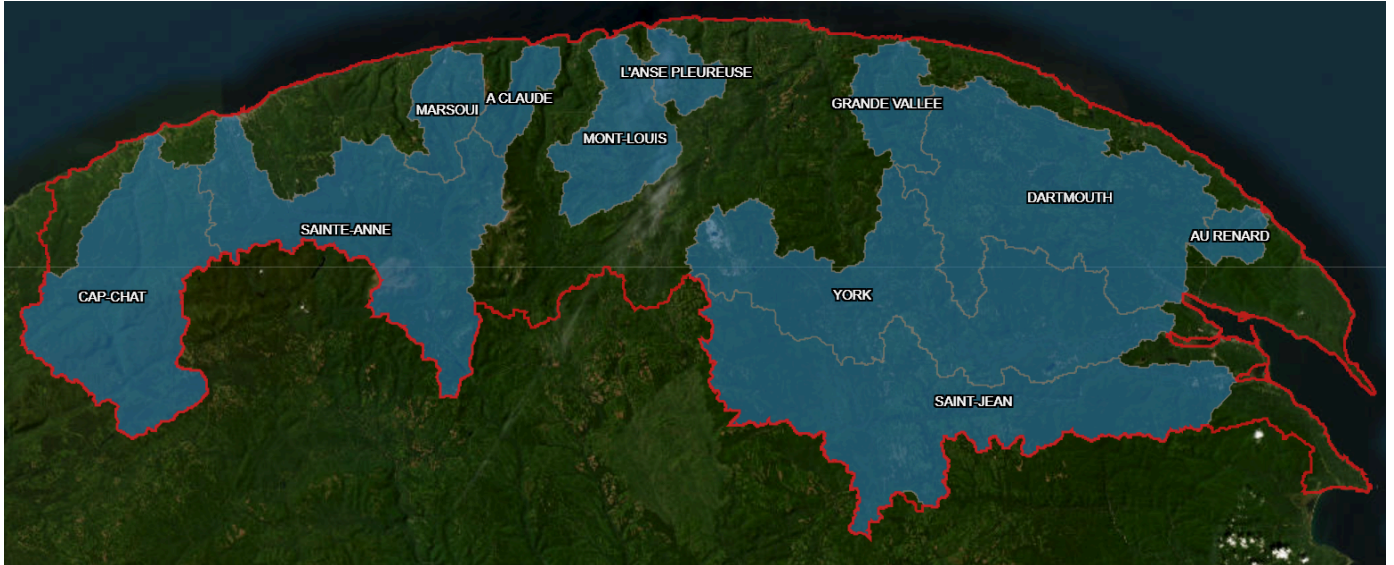 L'ANSE PLEUREUSE
A CLAUDE
MARSOUI
GRANDE VALLEE
MONT-LOUIS
DARTMOUTH
SAINTE-ANNE
AU RENARD
CAP-CHAT
YORK
SAINT-JEAN